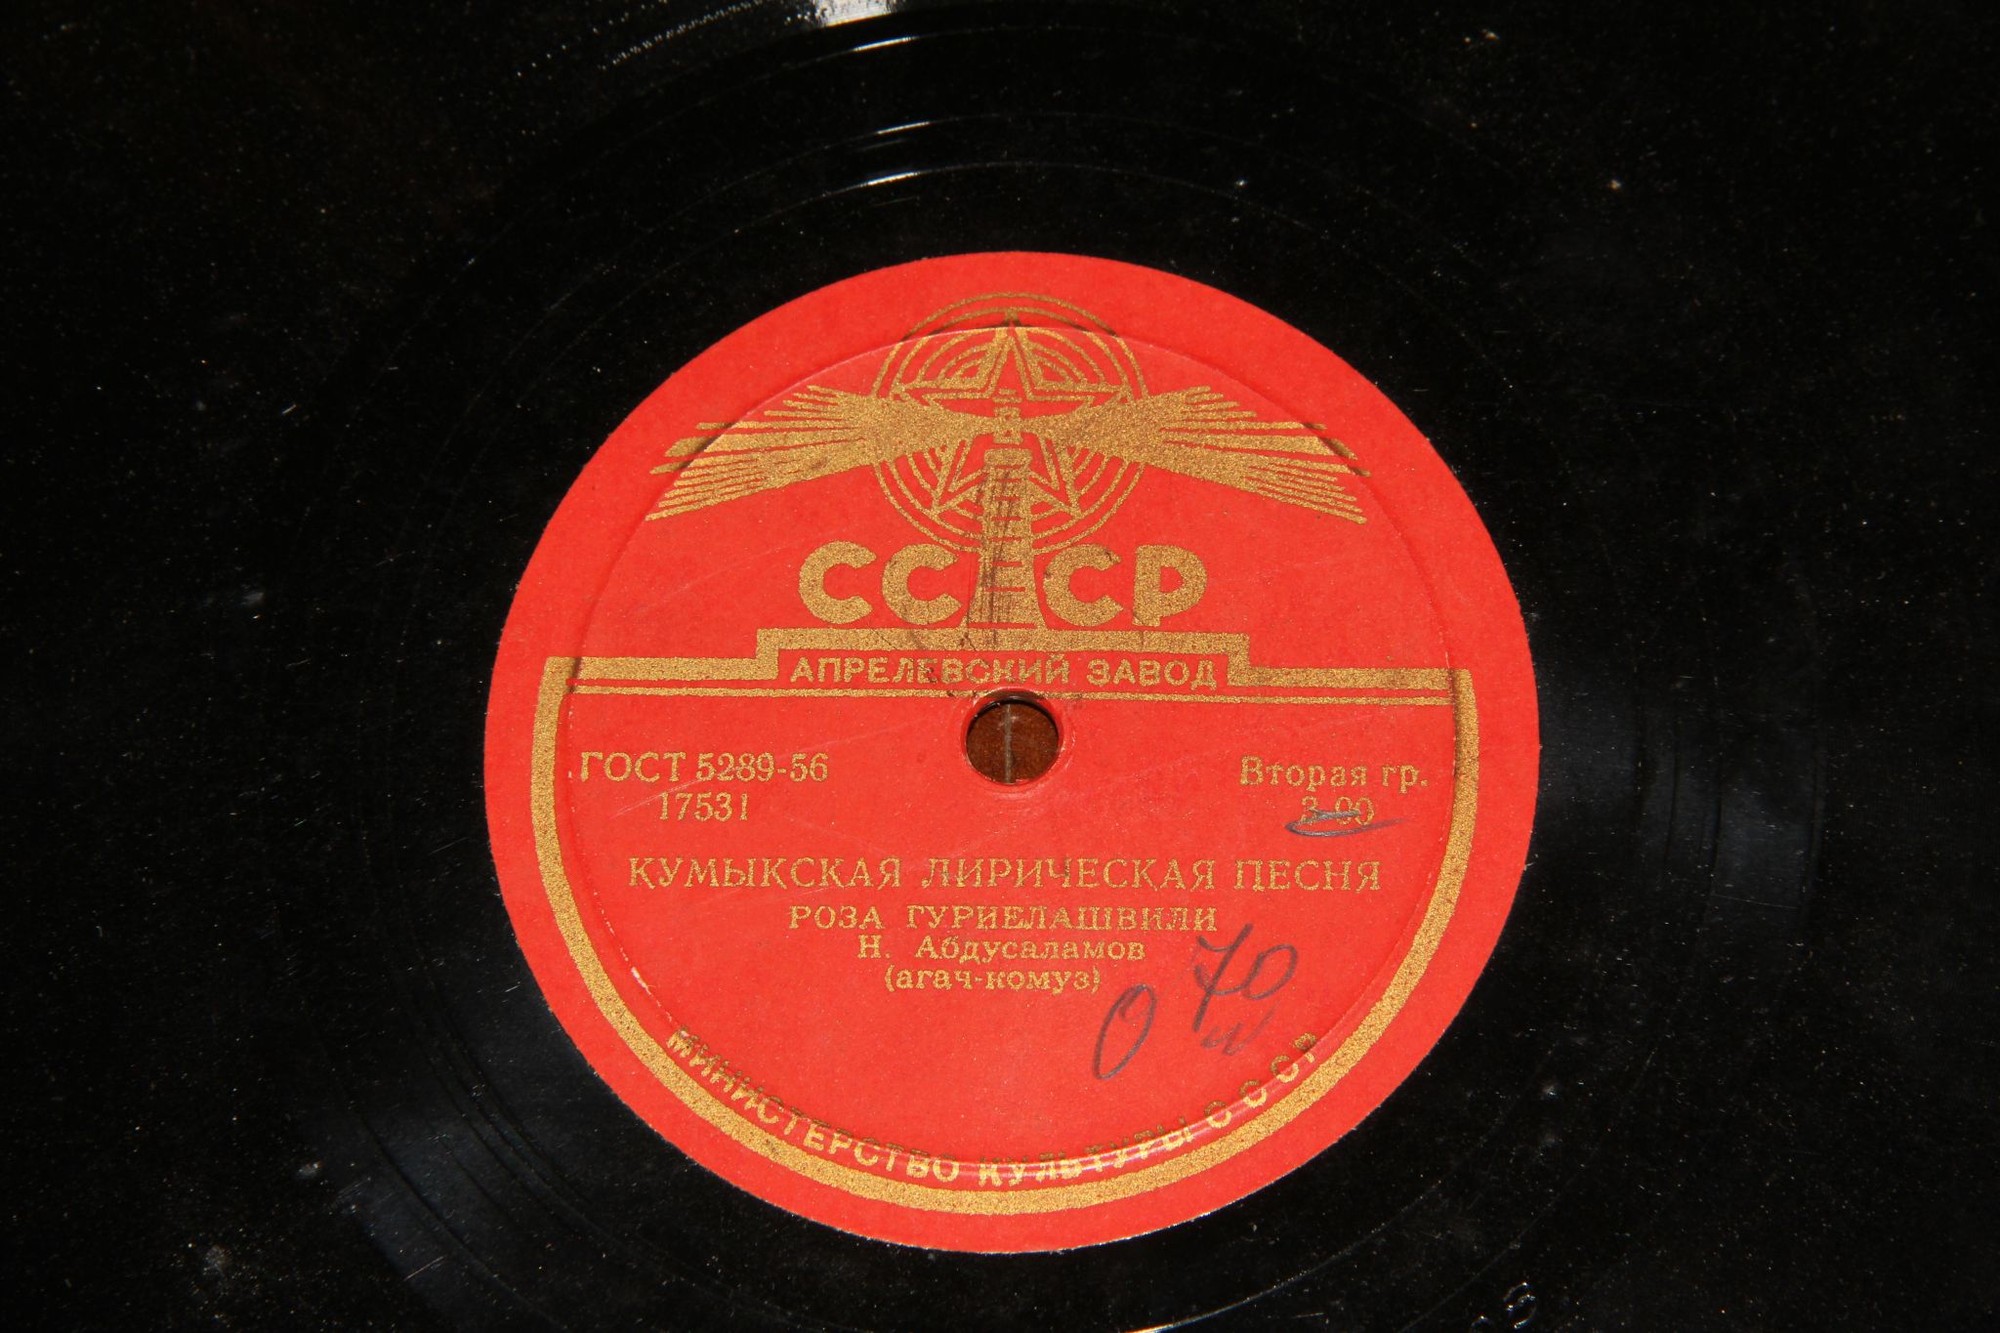 СССР
АПРЕЛЕВСКИЙ ЗАВОД
ГОСТ 5289-56
Вторая гр.
17531
3-00
КУМЫКСКАЯ ЛИРИЧЕСКАЯ ПЕСНЯ
РОЗА ГУРИЕЛАШВИЛИ
Н. Абдусаламов
(агач-комуз)
0 70
МИНИСТЕРСТВО КУЛЬТУРЫ СССР